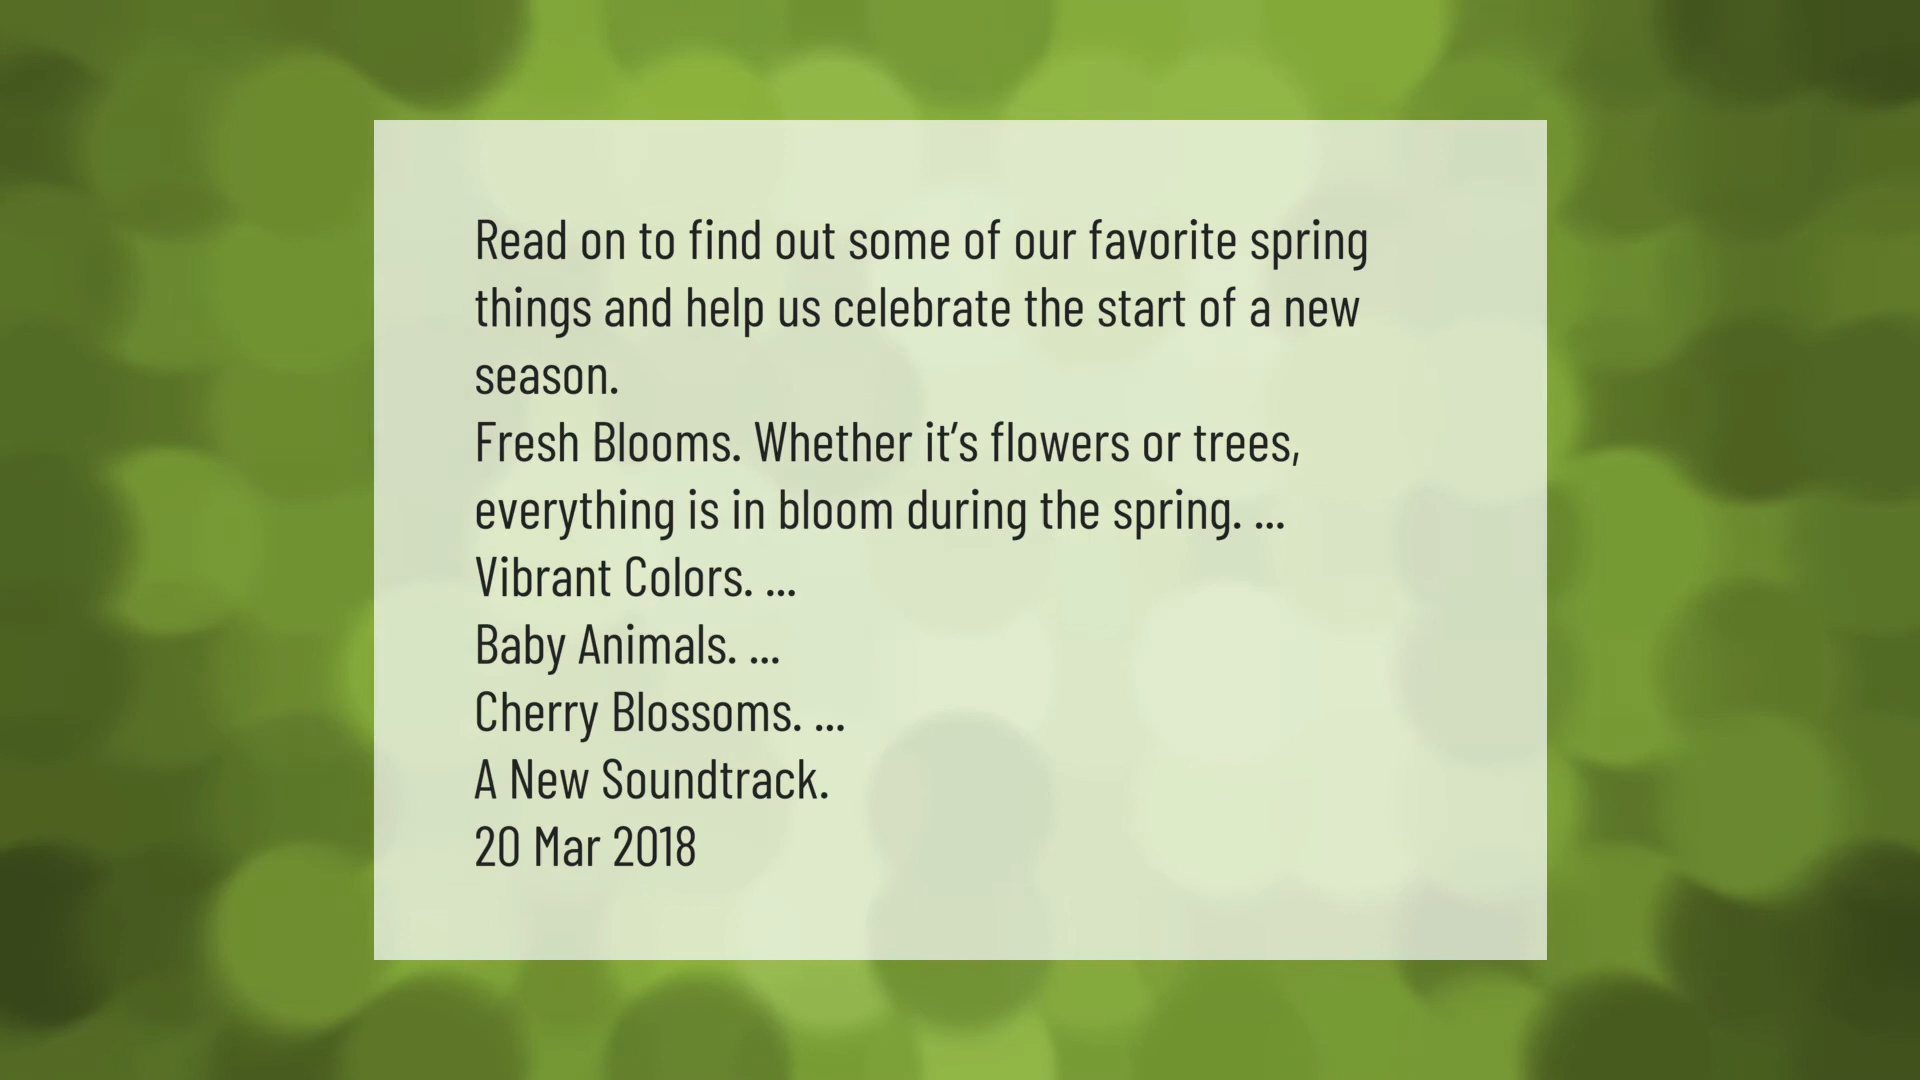 Read on to find out some of our favorite spring
things and help us celebrate the start of a new
season.
Fresh Blooms. Whether it’s flowers or trees,
everything is in bloom during the spring. ...
Vibrant Colors. ...
Baby Animals. ...
Cherry Blossoms. ...
A New Soundtrack.
20 Mar 2018